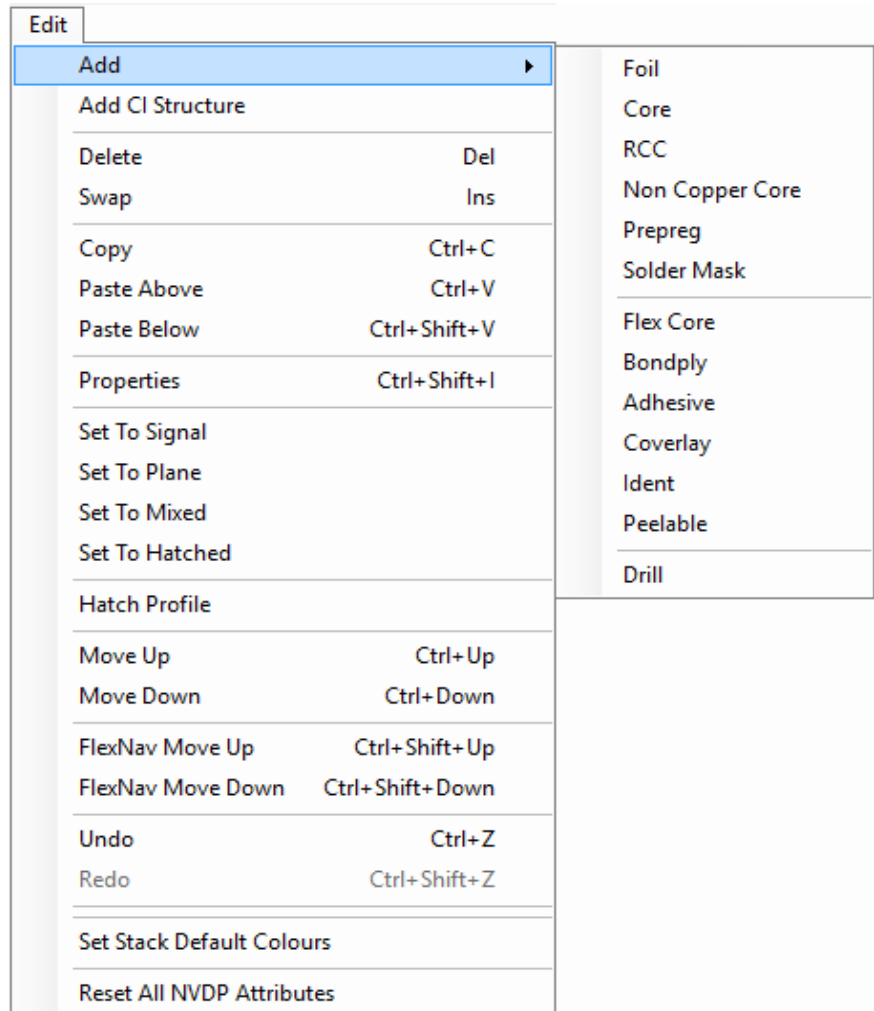 Edit
Add
Add CI Structure
Delete Del
Swap Ins
Copy Ctrl+C
Paste Above Ctrl+V
Paste Below Ctrl+Shift+V
Properties Ctrl+Shift+I
Set To Signal
Set To Plane
Set To Mixed
Set To Hatched
Hatch Profile
Move Up Ctrl+Up
Move Down Ctrl+Down
FlexNav Move Up Ctrl+Shift+Up
FlexNav Move Down Ctrl+Shift+Down
Undo Ctrl+Z
Redo Ctrl+Shift+Z
Set Stack Default Colours
Reset All NVDP Attributes
Foil
Core
RCC
Non Copper Core
Prepreg
Solder Mask
Flex Core
Bondply
Adhesive
Coverlay
Ident
Peelable
Drill